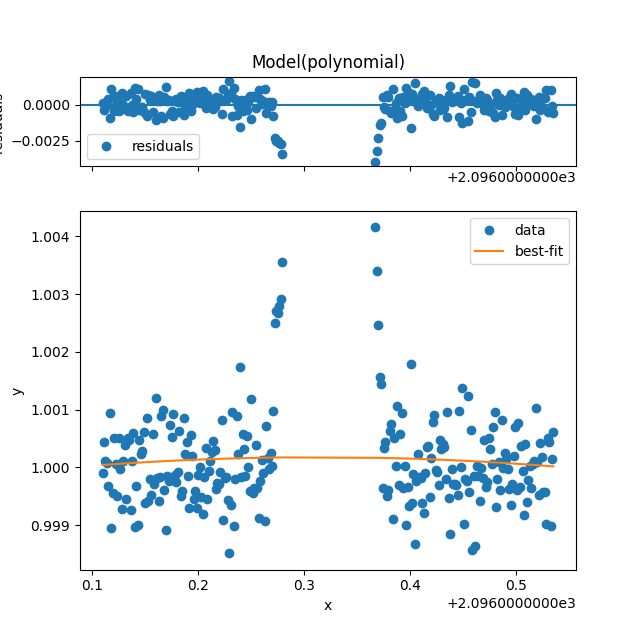 Model(polynomial)
0.0000
−0.0025
residuals
+2.0960000000e3
1.004
1.003
1.002
1.001
1.000
0.999
y
data
best-fit
0.1
0.2
0.3
0.4
0.5
x
+2.0960000000e3